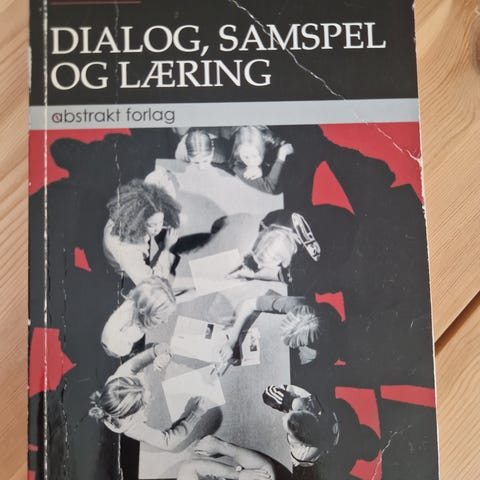 DIALOG, SAMSPEL
OG LÆRING
abstrakt forlag